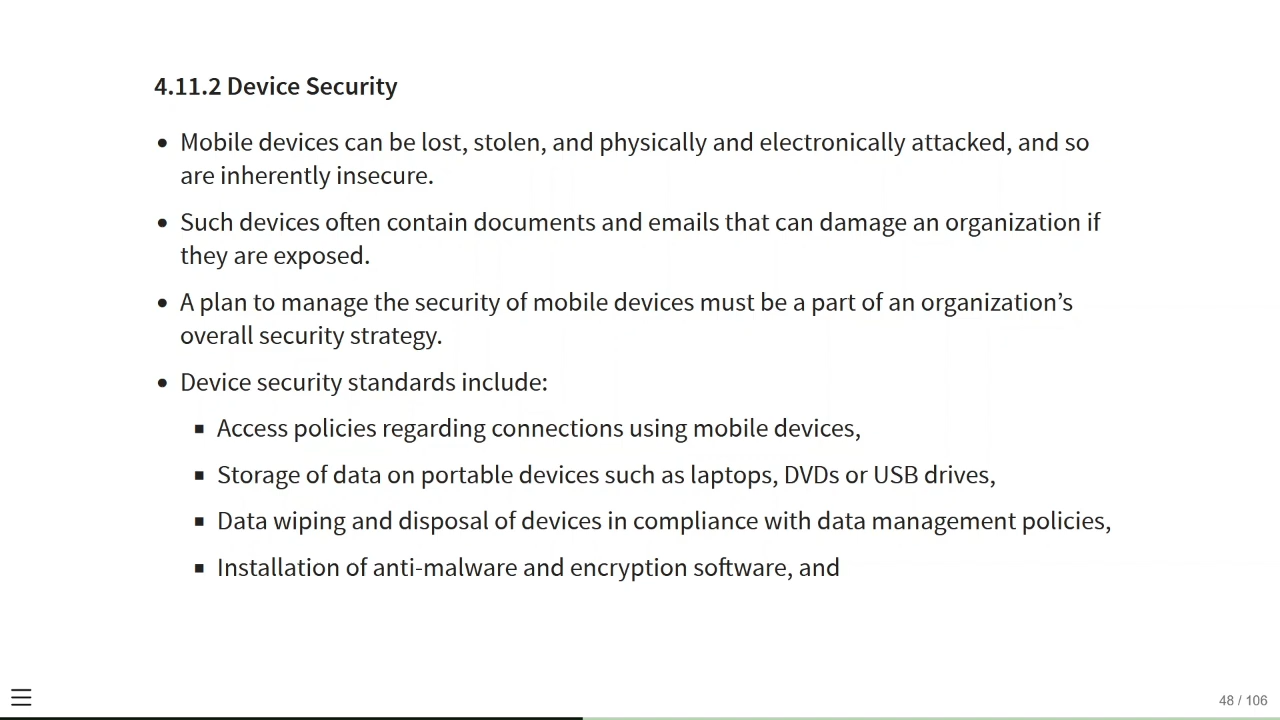 4.11.2 Device Security
• Mobile devices can be lost, stolen, and physically and electronically attacked, and so
are inherently insecure.
• Such devices often contain documents and emails that can damage an organization if
they are exposed.
• A plan to manage the security of mobile devices must be a part of an organization’s
overall security strategy.
• Device security standards include:
▪ Access policies regarding connections using mobile devices,
▪ Storage of data on portable devices such as laptops, DVDs or USB drives,
▪ Data wiping and disposal of devices in compliance with data management policies,
▪ Installation of anti-malware and encryption software, and
48 / 106